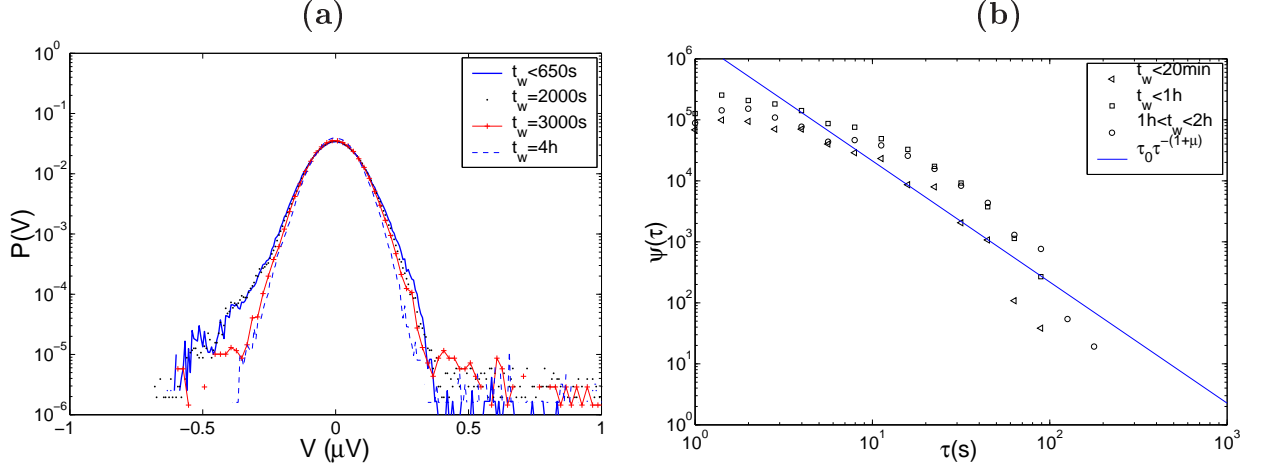 (a) (b)
10^0
10^-1
10^-2
10^-3
10^-4
10^-5
10^-6
P(V)
-1 -0.5 0 0.5 1
V (μV)
t_w<650s
t_w=2000s
t_w=3000s
t_w=4h
10^6
10^5
10^4
10^3
10^2
10^1
10^0
ψ(τ)
10^0 10^1 10^2 10^3
τ(s)
t_w<20min
t_w<1h
1h<t_w<2h
τ_0τ^-(1+μ)